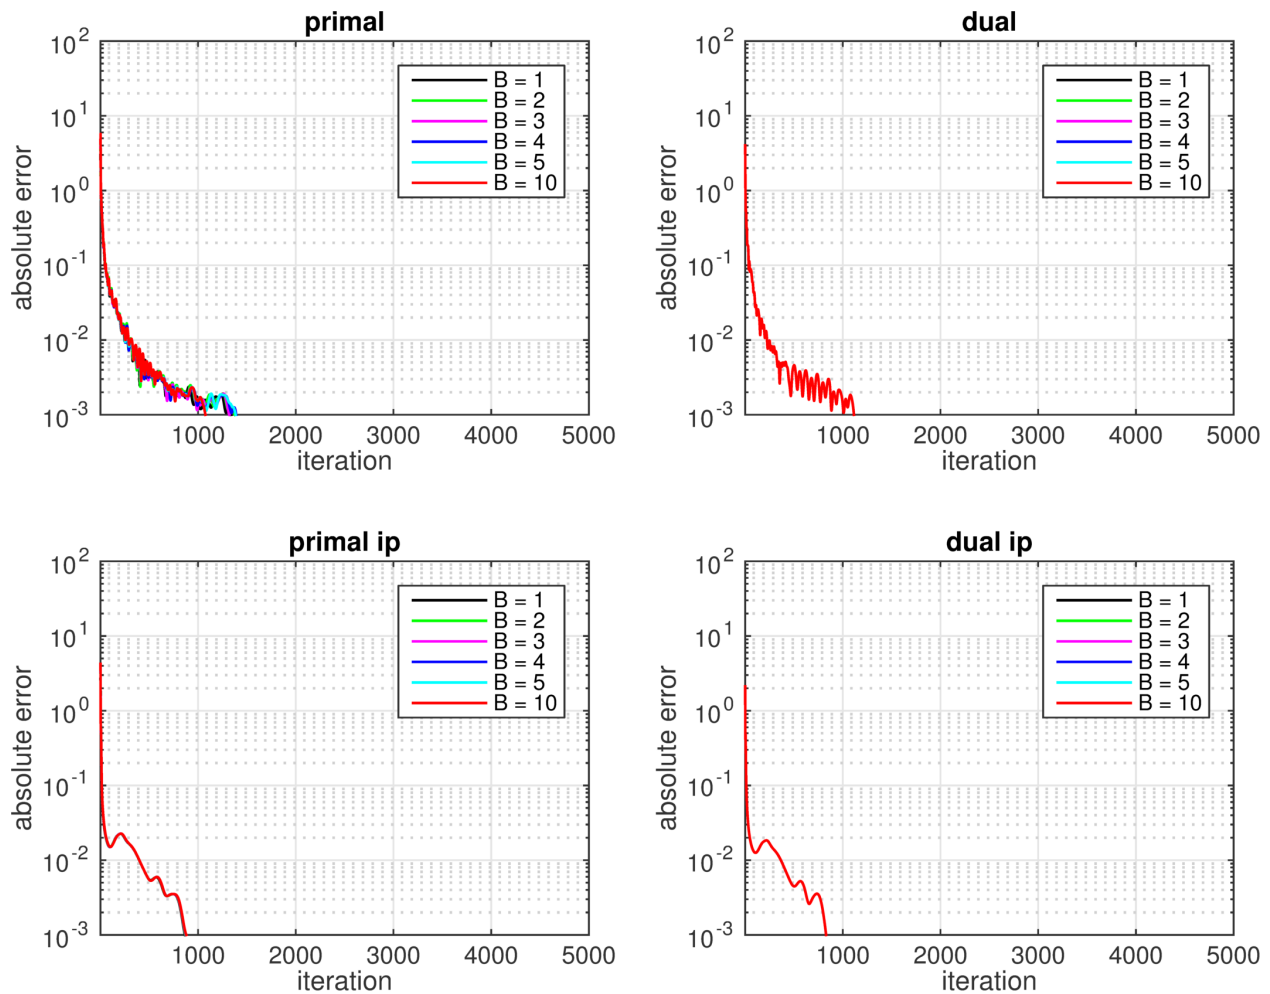 primal
10^2
10^1
10^0
10^-1
10^-2
10^-3
absolute error
B = 1
B = 2
B = 3
B = 4
B = 5
B = 10
1000 2000 3000 4000 5000
iteration
dual
10^2
10^1
10^0
10^-1
10^-2
10^-3
absolute error
B = 1
B = 2
B = 3
B = 4
B = 5
B = 10
1000 2000 3000 4000 5000
iteration
primal ip
10^2
10^1
10^0
10^-1
10^-2
10^-3
absolute error
B = 1
B = 2
B = 3
B = 4
B = 5
B = 10
1000 2000 3000 4000 5000
iteration
dual ip
10^2
10^1
10^0
10^-1
10^-2
10^-3
absolute error
B = 1
B = 2
B = 3
B = 4
B = 5
B = 10
1000 2000 3000 4000 5000
iteration